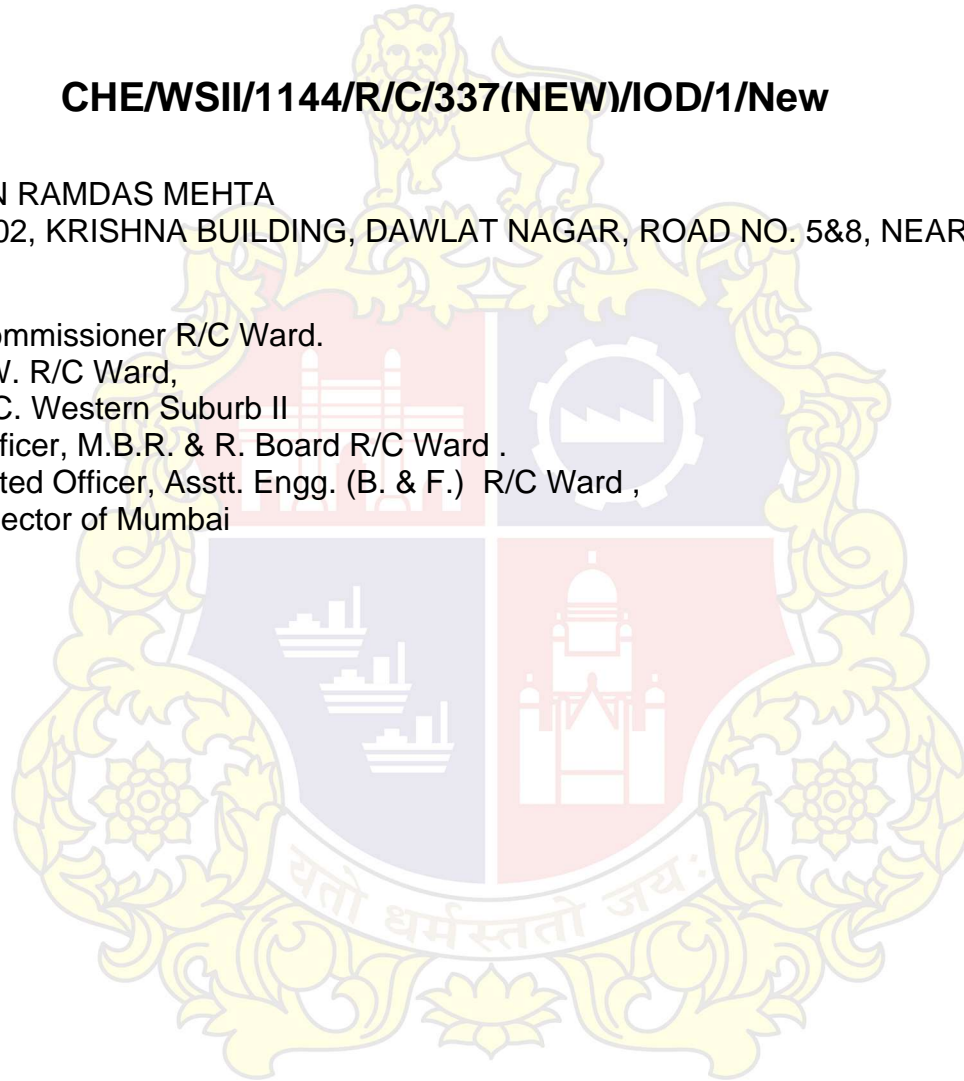 CHE/WSII/1144/R/C/337(NEW)/IOD/1/New
N RAMDAS MEHTA
02, KRISHNA BUILDING, DAWLAT NAGAR, ROAD NO. 5&8, NEAR
ommissioner R/C Ward.
W. R/C Ward,
C. Western Suburb II
fficer, M.B.R. & R. Board R/C Ward .
ted Officer, Asstt. Engg. (B. & F.) R/C Ward ,
lector of Mumbai
यतो धर्मस्ततो जय: